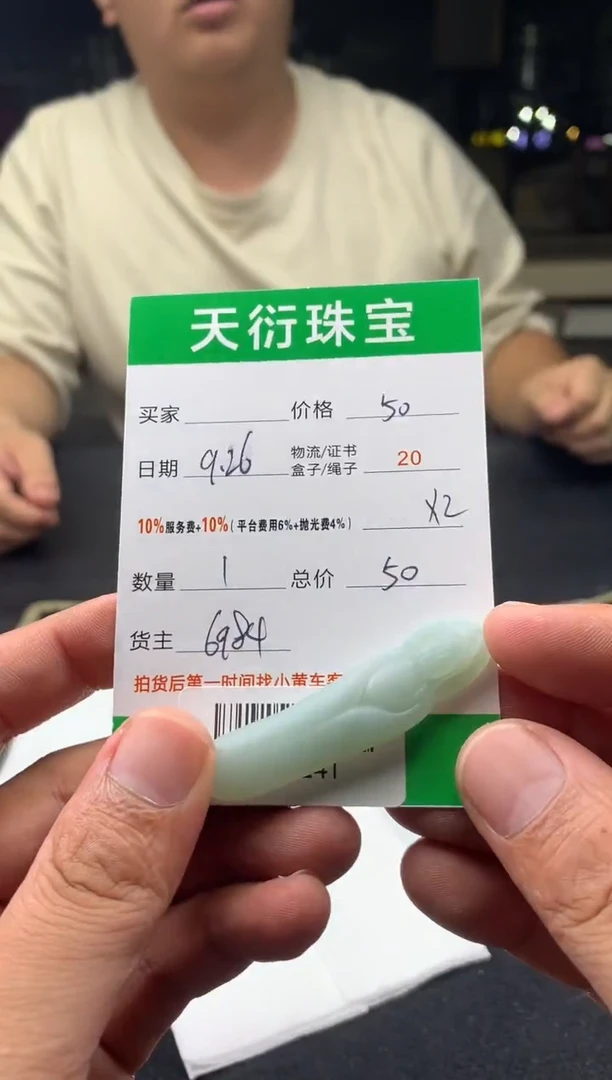 天衍珠宝
买家 价格 50
日期 9.26 物流/证书 盒子/绳子 20
10%服务费+10%(平台费用6%+抛光费4%) X2
数量 1 总价 50
货主 6984
拍货后第一时间找小董车
41